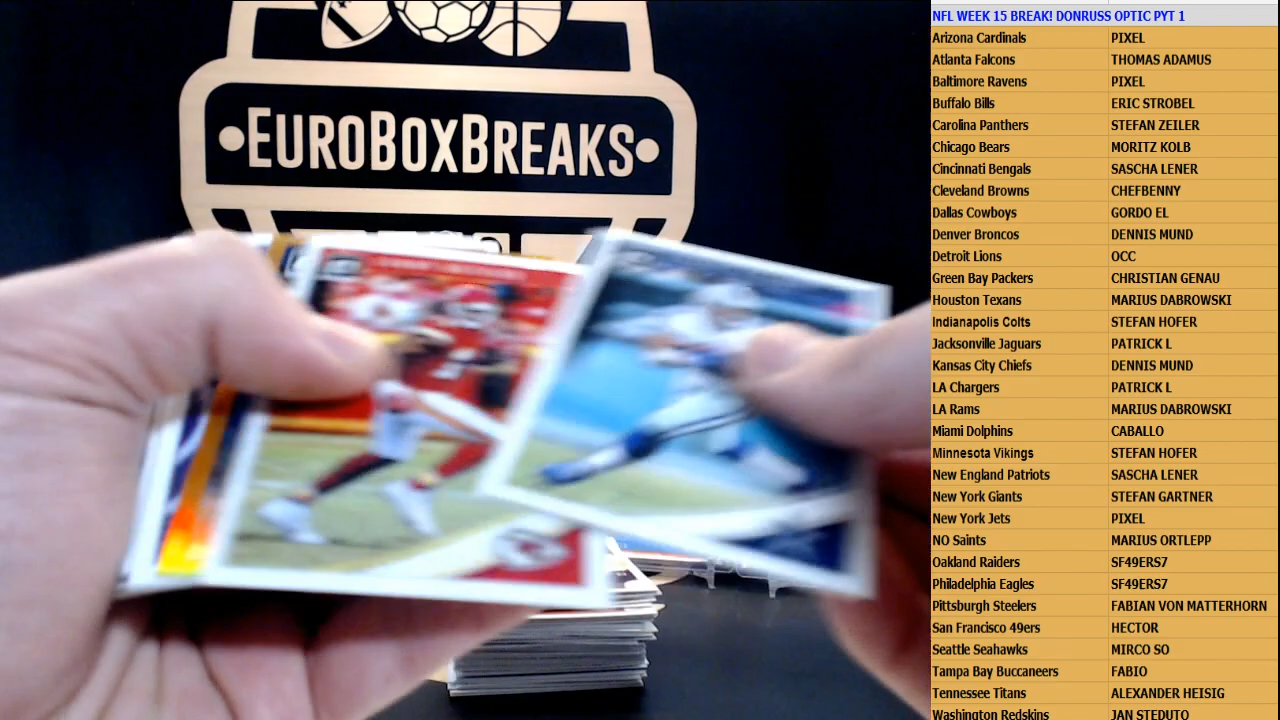 EUROBOXBREAKS
NFL WEEK 15 BREAK! DONRUSS OPTIC PYT 1
Arizona Cardinals PIXEL
Atlanta Falcons THOMAS ADAMUS
Baltimore Ravens PIXEL
Buffalo Bills ERIC STROBEL
Carolina Panthers STEFAN ZEILER
Chicago Bears MORITZ KOLB
Cincinnati Bengals SASCHA LENER
Cleveland Browns CHEFBENNY
Dallas Cowboys GORDO EL
Denver Broncos DENNIS MUND
Detroit Lions OCC
Green Bay Packers CHRISTIAN GENAU
Houston Texans MARIUS DABROWSKI
Indianapolis Colts STEFAN HOFER
Jacksonville Jaguars PATRICK L
Kansas City Chiefs DENNIS MUND
LA Chargers PATRICK L
LA Rams MARIUS DABROWSKI
Miami Dolphins CABALLO
Minnesota Vikings STEFAN HOFER
New England Patriots SASCHA LENER
New York Giants STEFAN GARTNER
New York Jets PIXEL
NO Saints MARIUS ORTLEPP
Oakland Raiders SF49ERS7
Philadelphia Eagles SF49ERS7
Pittsburgh Steelers FABIAN VON MATTERHORN
San Francisco 49ers HECTOR
Seattle Seahawks MIRCO SO
Tampa Bay Buccaneers FABIO
Tennessee Titans ALEXANDER HEISIG
Washington Redskins JAN STEDUTO